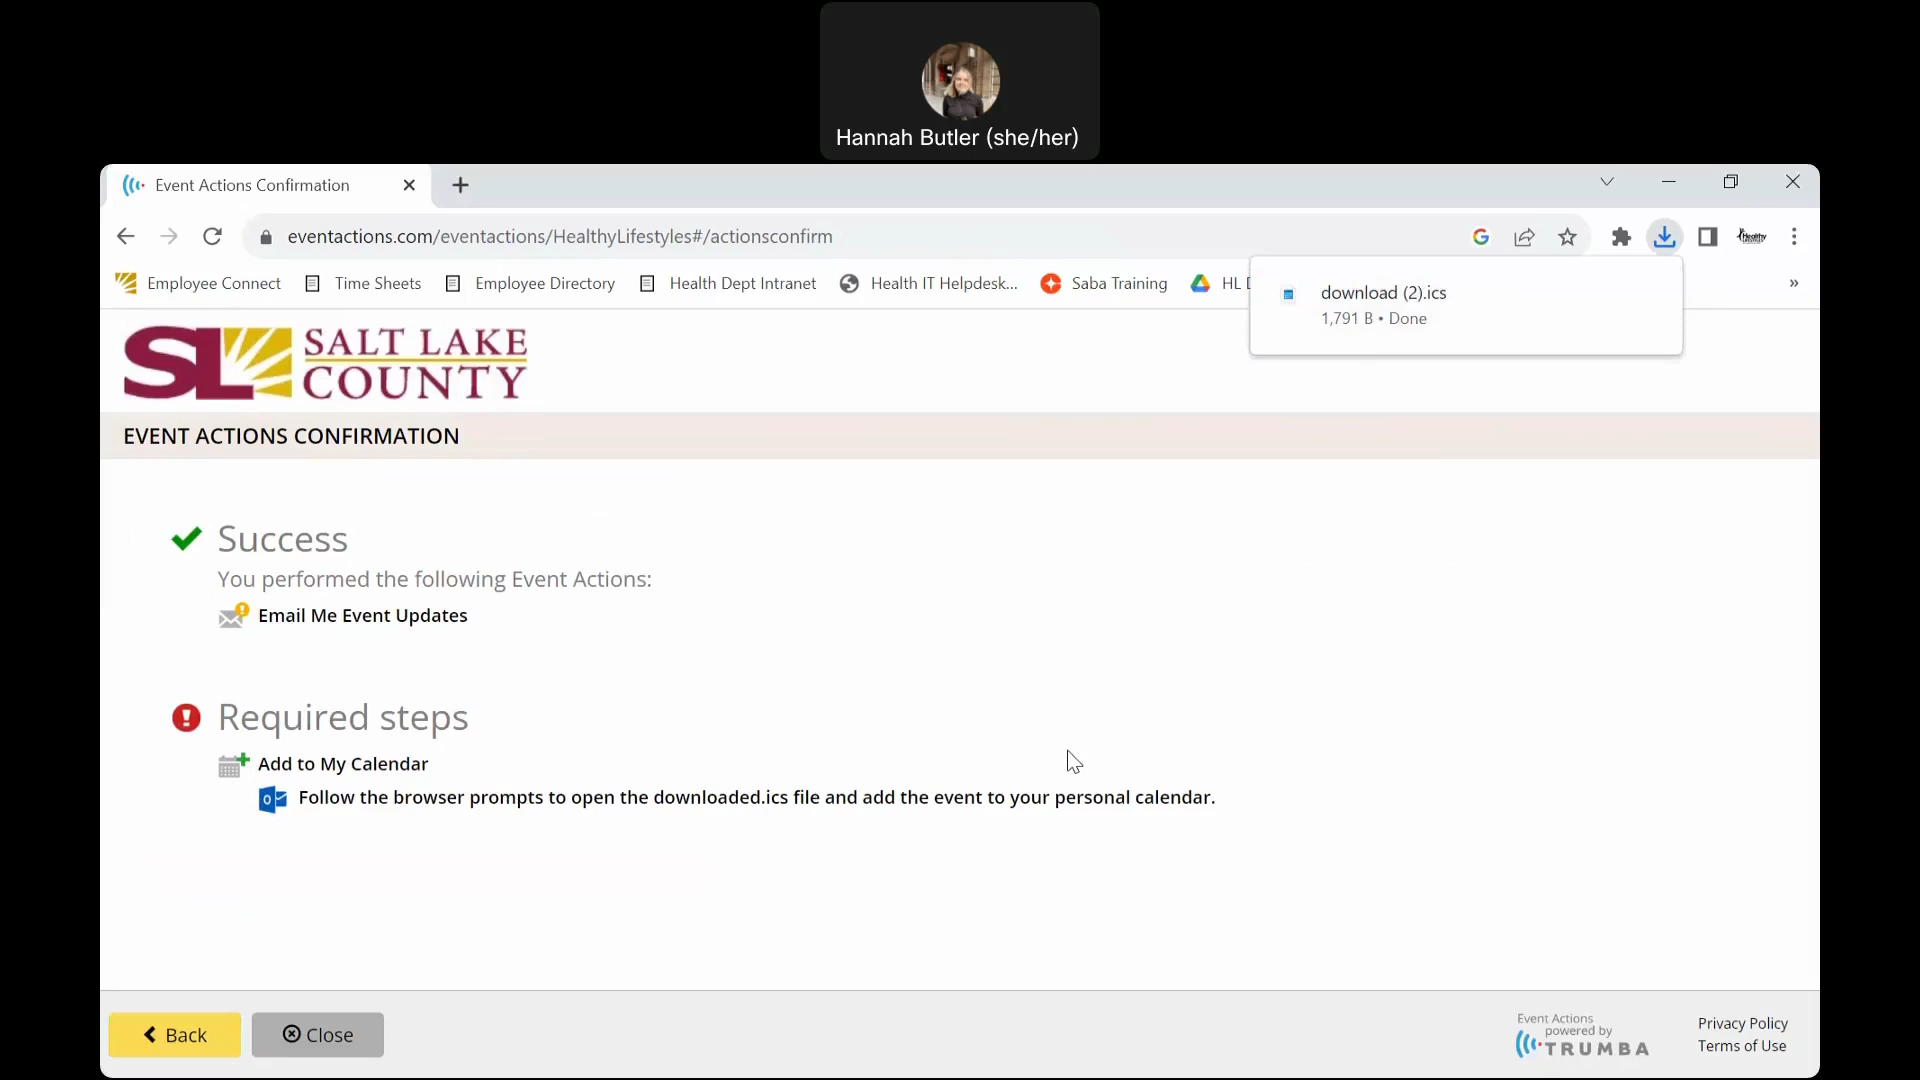 Hannah Butler (she/her)
Event Actions Confirmation
eventactions.com/eventactions/HealthyLifestyles#/actionsconfirm
Employee Connect Time Sheets Employee Directory Health Dept Intranet Health IT Helpdesk... Saba Training HL
download (2).ics
1,791 B • Done
SL SALT LAKE
COUNTY
EVENT ACTIONS CONFIRMATION
Success
You performed the following Event Actions:
Email Me Event Updates
Required steps
Add to My Calendar
Follow the browser prompts to open the downloaded.ics file and add the event to your personal calendar.
Back Close
Event Actions
powered by
TRUMBA
Privacy Policy
Terms of Use